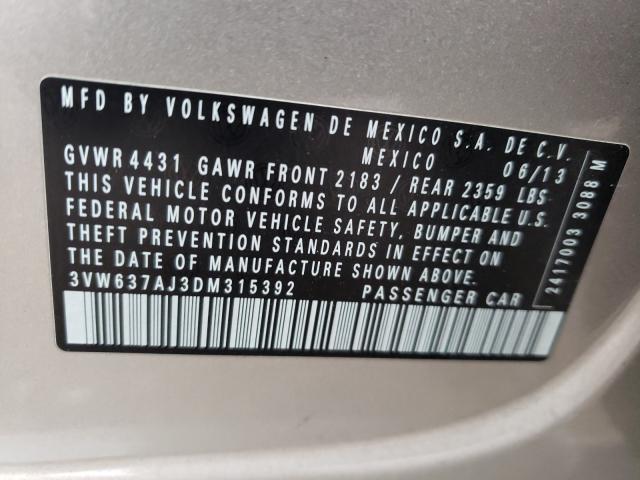 MFD BY VOLKSWAGEN DE MEXICO S.A. DE C.V.
MEXICO 06/13
GVWR 4431 GAWR FRONT 2183 / REAR 2359 LBS
THIS VEHICLE CONFORMS TO ALL APPLICABLE U.S.
FEDERAL MOTOR VEHICLE SAFETY, BUMPER AND
THEFT PREVENTION STANDARDS IN EFFECT ON
THE DATE OF MANUFACTURE SHOWN ABOVE.
3VW637AJ3DM315392 PASSENGER CAR
2417003 3088 M